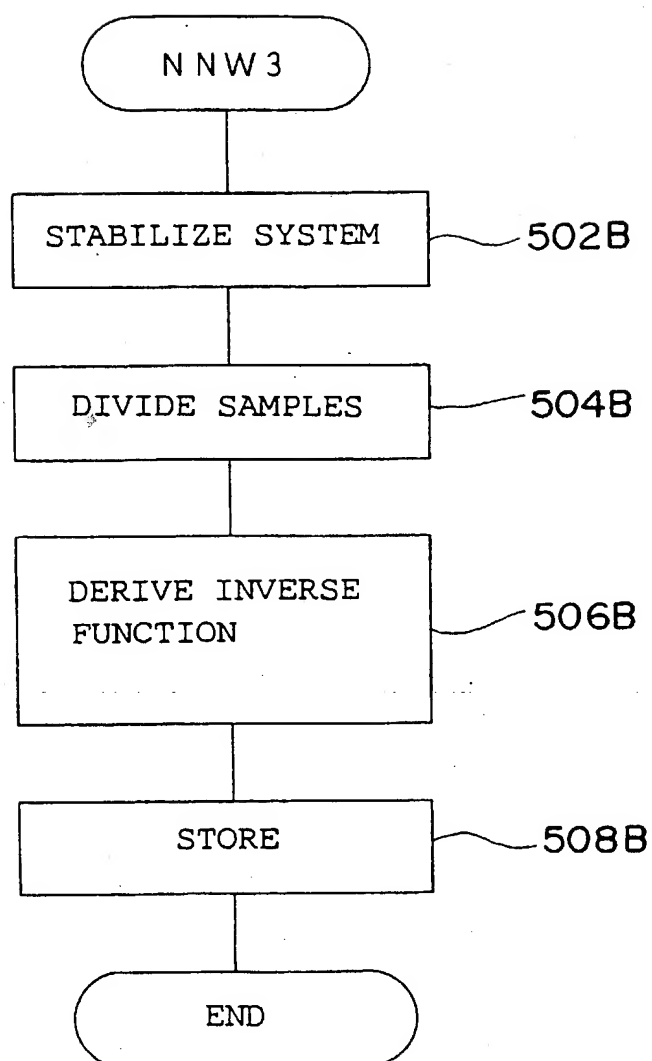 NNW3
STABILIZE SYSTEM
502B
DIVIDE SAMPLES
504B
DERIVE INVERSE
FUNCTION
506B
STORE
508B
END